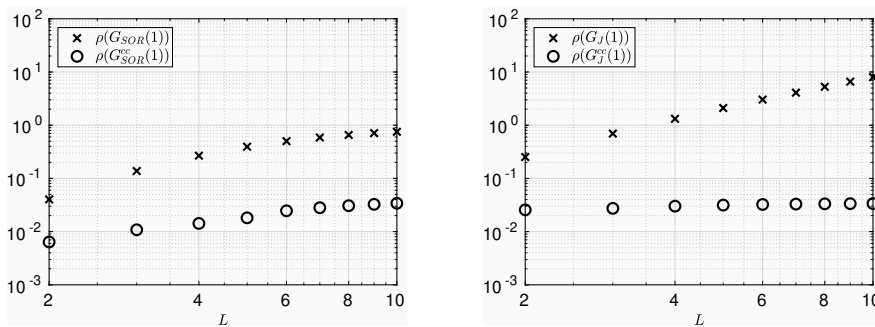 10^2
10^1
10^0
10^-1
10^-2
10^-3
ρ(G_SOR(1))
ρ(G^cc_SOR(1))
2 4 6 8 10
L
10^2
10^1
10^0
10^-1
10^-2
10^-3
ρ(G_J(1))
ρ(G^cc_J(1))
2 4 6 8 10
L